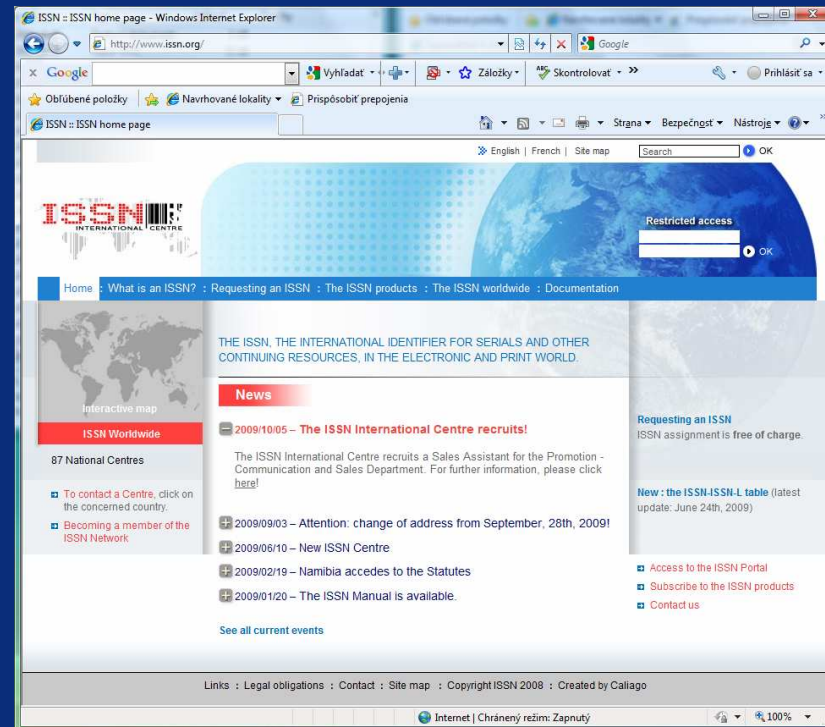 ISSN :: ISSN home page - Windows Internet Explorer
http://www.issn.org/
Google
Google
Vyhľadať
Záložky
Skontrolovať
Prihlásiť sa
Obľúbené položky
Navrhované lokality
Prispôsobiť prepojenia
ISSN :: ISSN home page
Stránka
Bezpečnosť
Nástroje
English | French | Site map
Search
OK
ISSN
INTERNATIONAL CENTRE
Restricted access
OK
Home : What is an ISSN? : Requesting an ISSN : The ISSN products : The ISSN worldwide : Documentation
Interactive map
ISSN Worldwide
87 National Centres
To contact a Centre, click on
the concerned country.
Becoming a member of the
ISSN Network
THE ISSN, THE INTERNATIONAL IDENTIFIER FOR SERIALS AND OTHER
CONTINUING RESOURCES, IN THE ELECTRONIC AND PRINT WORLD.
News
2009/10/05 – The ISSN International Centre recruits!
The ISSN International Centre recruits a Sales Assistant for the Promotion -
Communication and Sales Department. For further information, please click
here!
2009/09/03 – Attention: change of address from September, 28th, 2009!
2009/06/10 – New ISSN Centre
2009/02/19 – Namibia accedes to the Statutes
2009/01/20 – The ISSN Manual is available.
See all current events
Requesting an ISSN
ISSN assignment is free of charge.
New : the ISSN-ISSN-L table (latest
update: June 24th, 2009)
Access to the ISSN Portal
Subscribe to the ISSN products
Contact us
Links : Legal obligations : Contact : Site map : Copyright ISSN 2008 : Created by Caliago
Internet | Chránený režim: Zapnutý
100%